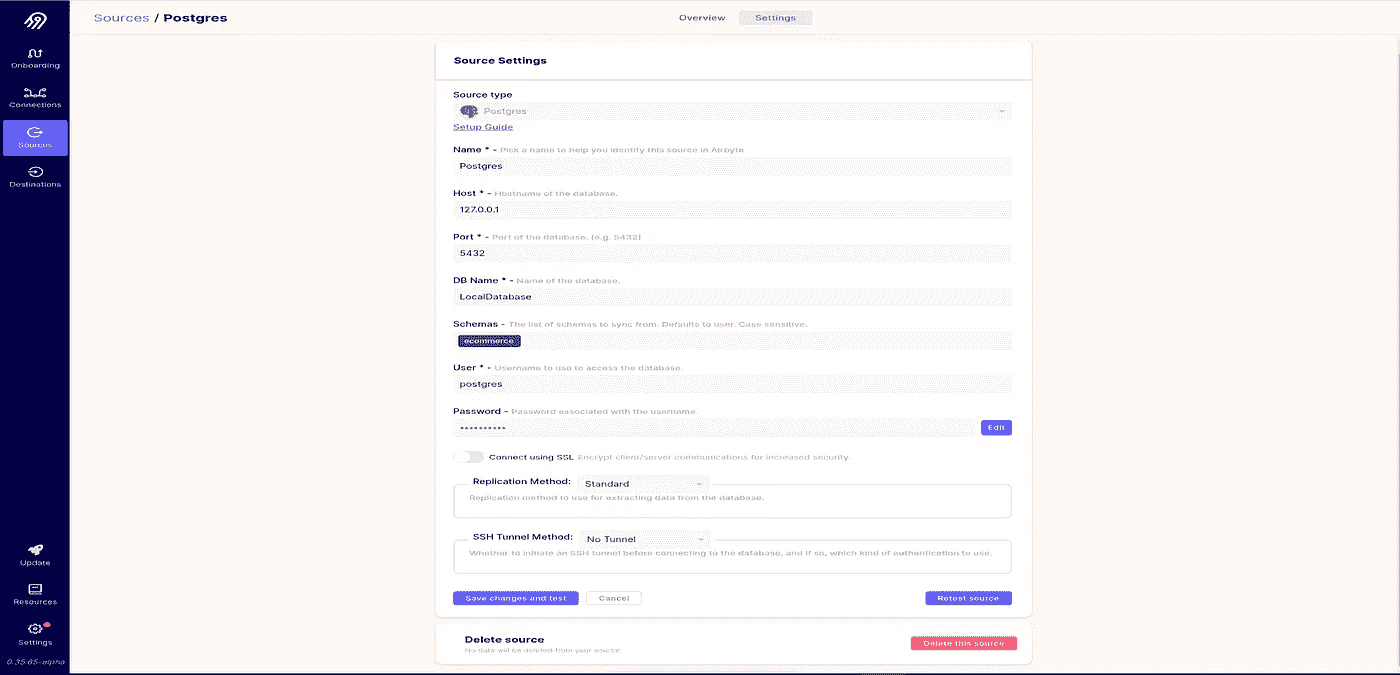 Sources / Postgres
Overview
Settings
Onboarding
Connections
Sources
Destinations
Update
Resources
Settings
0.35.65-alpha
Source Settings
Source type
Postgres
Setup Guide
Name * - Pick a name to help you identify this source in Airbyte
Postgres
Host * - Hostname of the database.
127.0.0.1
Port * - Port of the database. (e.g. 5432)
5432
DB Name * - Name of the database.
LocalDatabase
Schemas - The list of schemas to sync from. Defaults to user. Case sensitive.
ecommerce
User * - Username to use to access the database.
postgres
Password - Password associated with the username.
••••••••••
Edit
Connect using SSL Encrypt client/server communications for increased security.
Replication Method: Standard
Replication method to use for extracting data from the database.
SSH Tunnel Method: No Tunnel
Whether to initiate an SSH tunnel before connecting to the database, and if so, which kind of authentication to use.
Save changes and test
Cancel
Retest source
Delete source
No data will be deleted from your source.
Delete this source